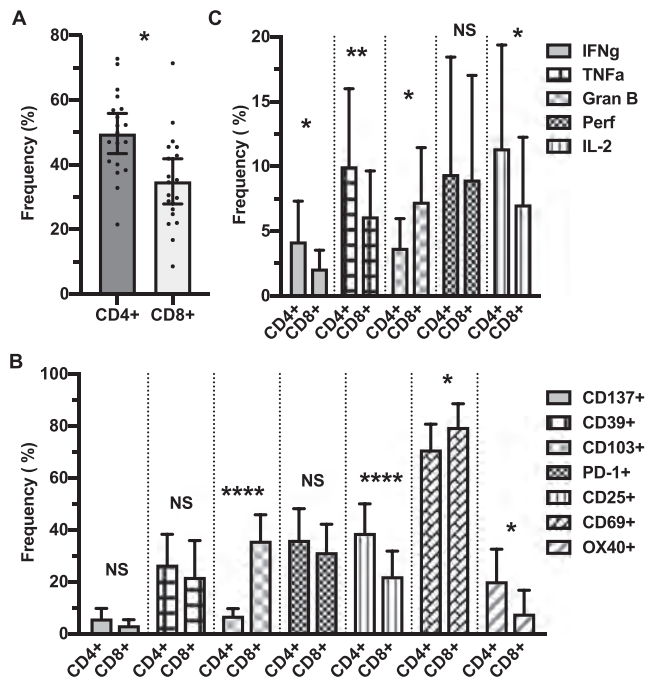 A
*
80
60
40
20
0
Frequency (%)
CD4+ CD8+
C
20
15
10
5
0
Frequency ( %)
*
**
*
NS
*
CD4+
CD8+
CD4+
CD8+
CD4+
CD8+
CD4+
CD8+
CD4+
CD8+
IFNg
TNFa
Gran B
Perf
IL-2
B
100
80
60
40
20
0
Frequency ( %)
NS
NS
****
NS
****
*
*
CD4+
CD8+
CD4+
CD8+
CD4+
CD8+
CD4+
CD8+
CD4+
CD8+
CD4+
CD8+
CD4+
CD8+
CD137+
CD39+
CD103+
PD-1+
CD25+
CD69+
OX40+